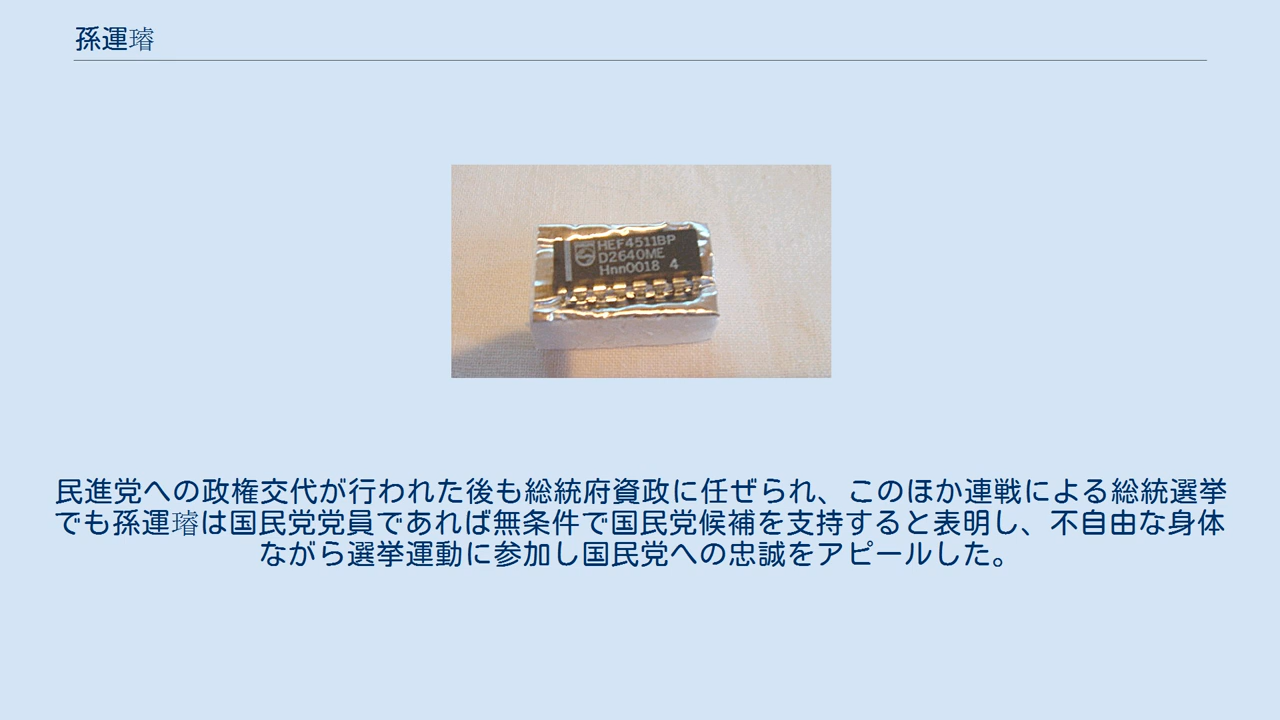 孫運璿
HEF4511BP
D2640ME
Hnn0018 4
民進党への政権交代が行われた後も総統府資政に任ぜられ、このほか連戦による総統選挙
でも孫運璿は国民党党員であれば無条件で国民党候補を支持すると表明し、不自由な身体
ながら選挙運動に参加し国民党への忠誠をアピールした。